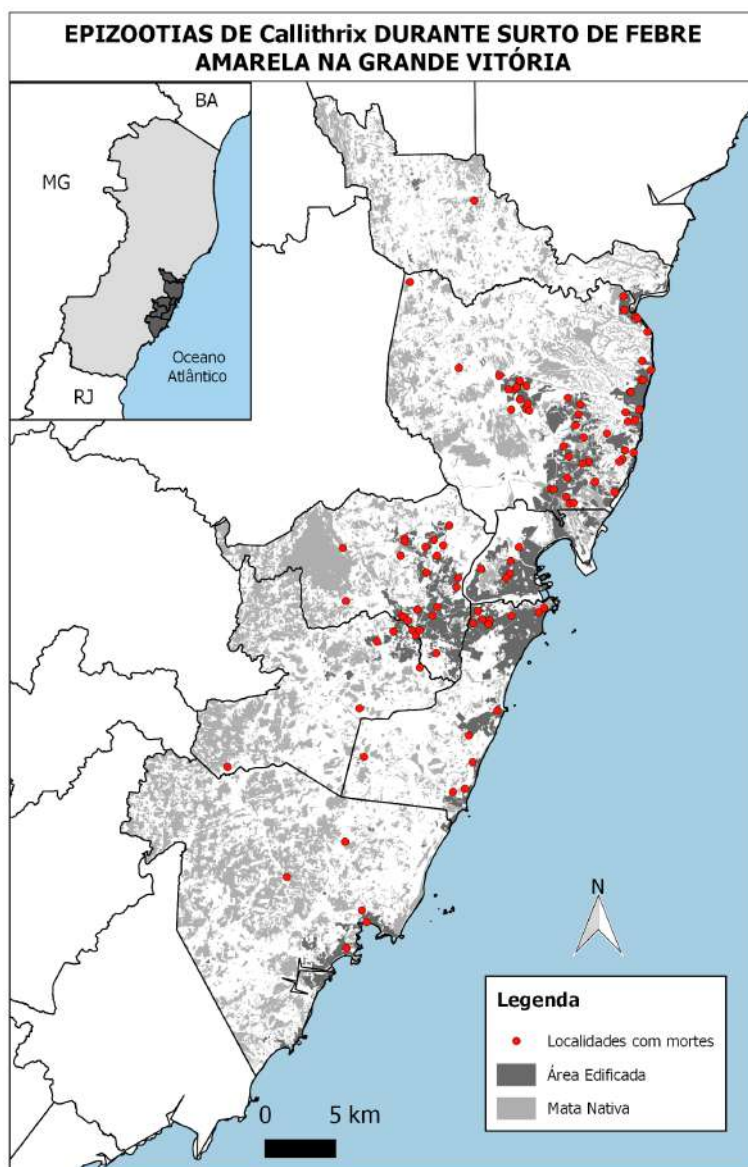 EPIZOOTIAS DE Callithrix DURANTE SURTO DE FEBRE
AMARELA NA GRANDE VITÓRIA
BA
MG
Oceano
Atlântico
RJ
N
Legenda
Localidades com mortes
Área Edificada
Mata Nativa
0 5 km